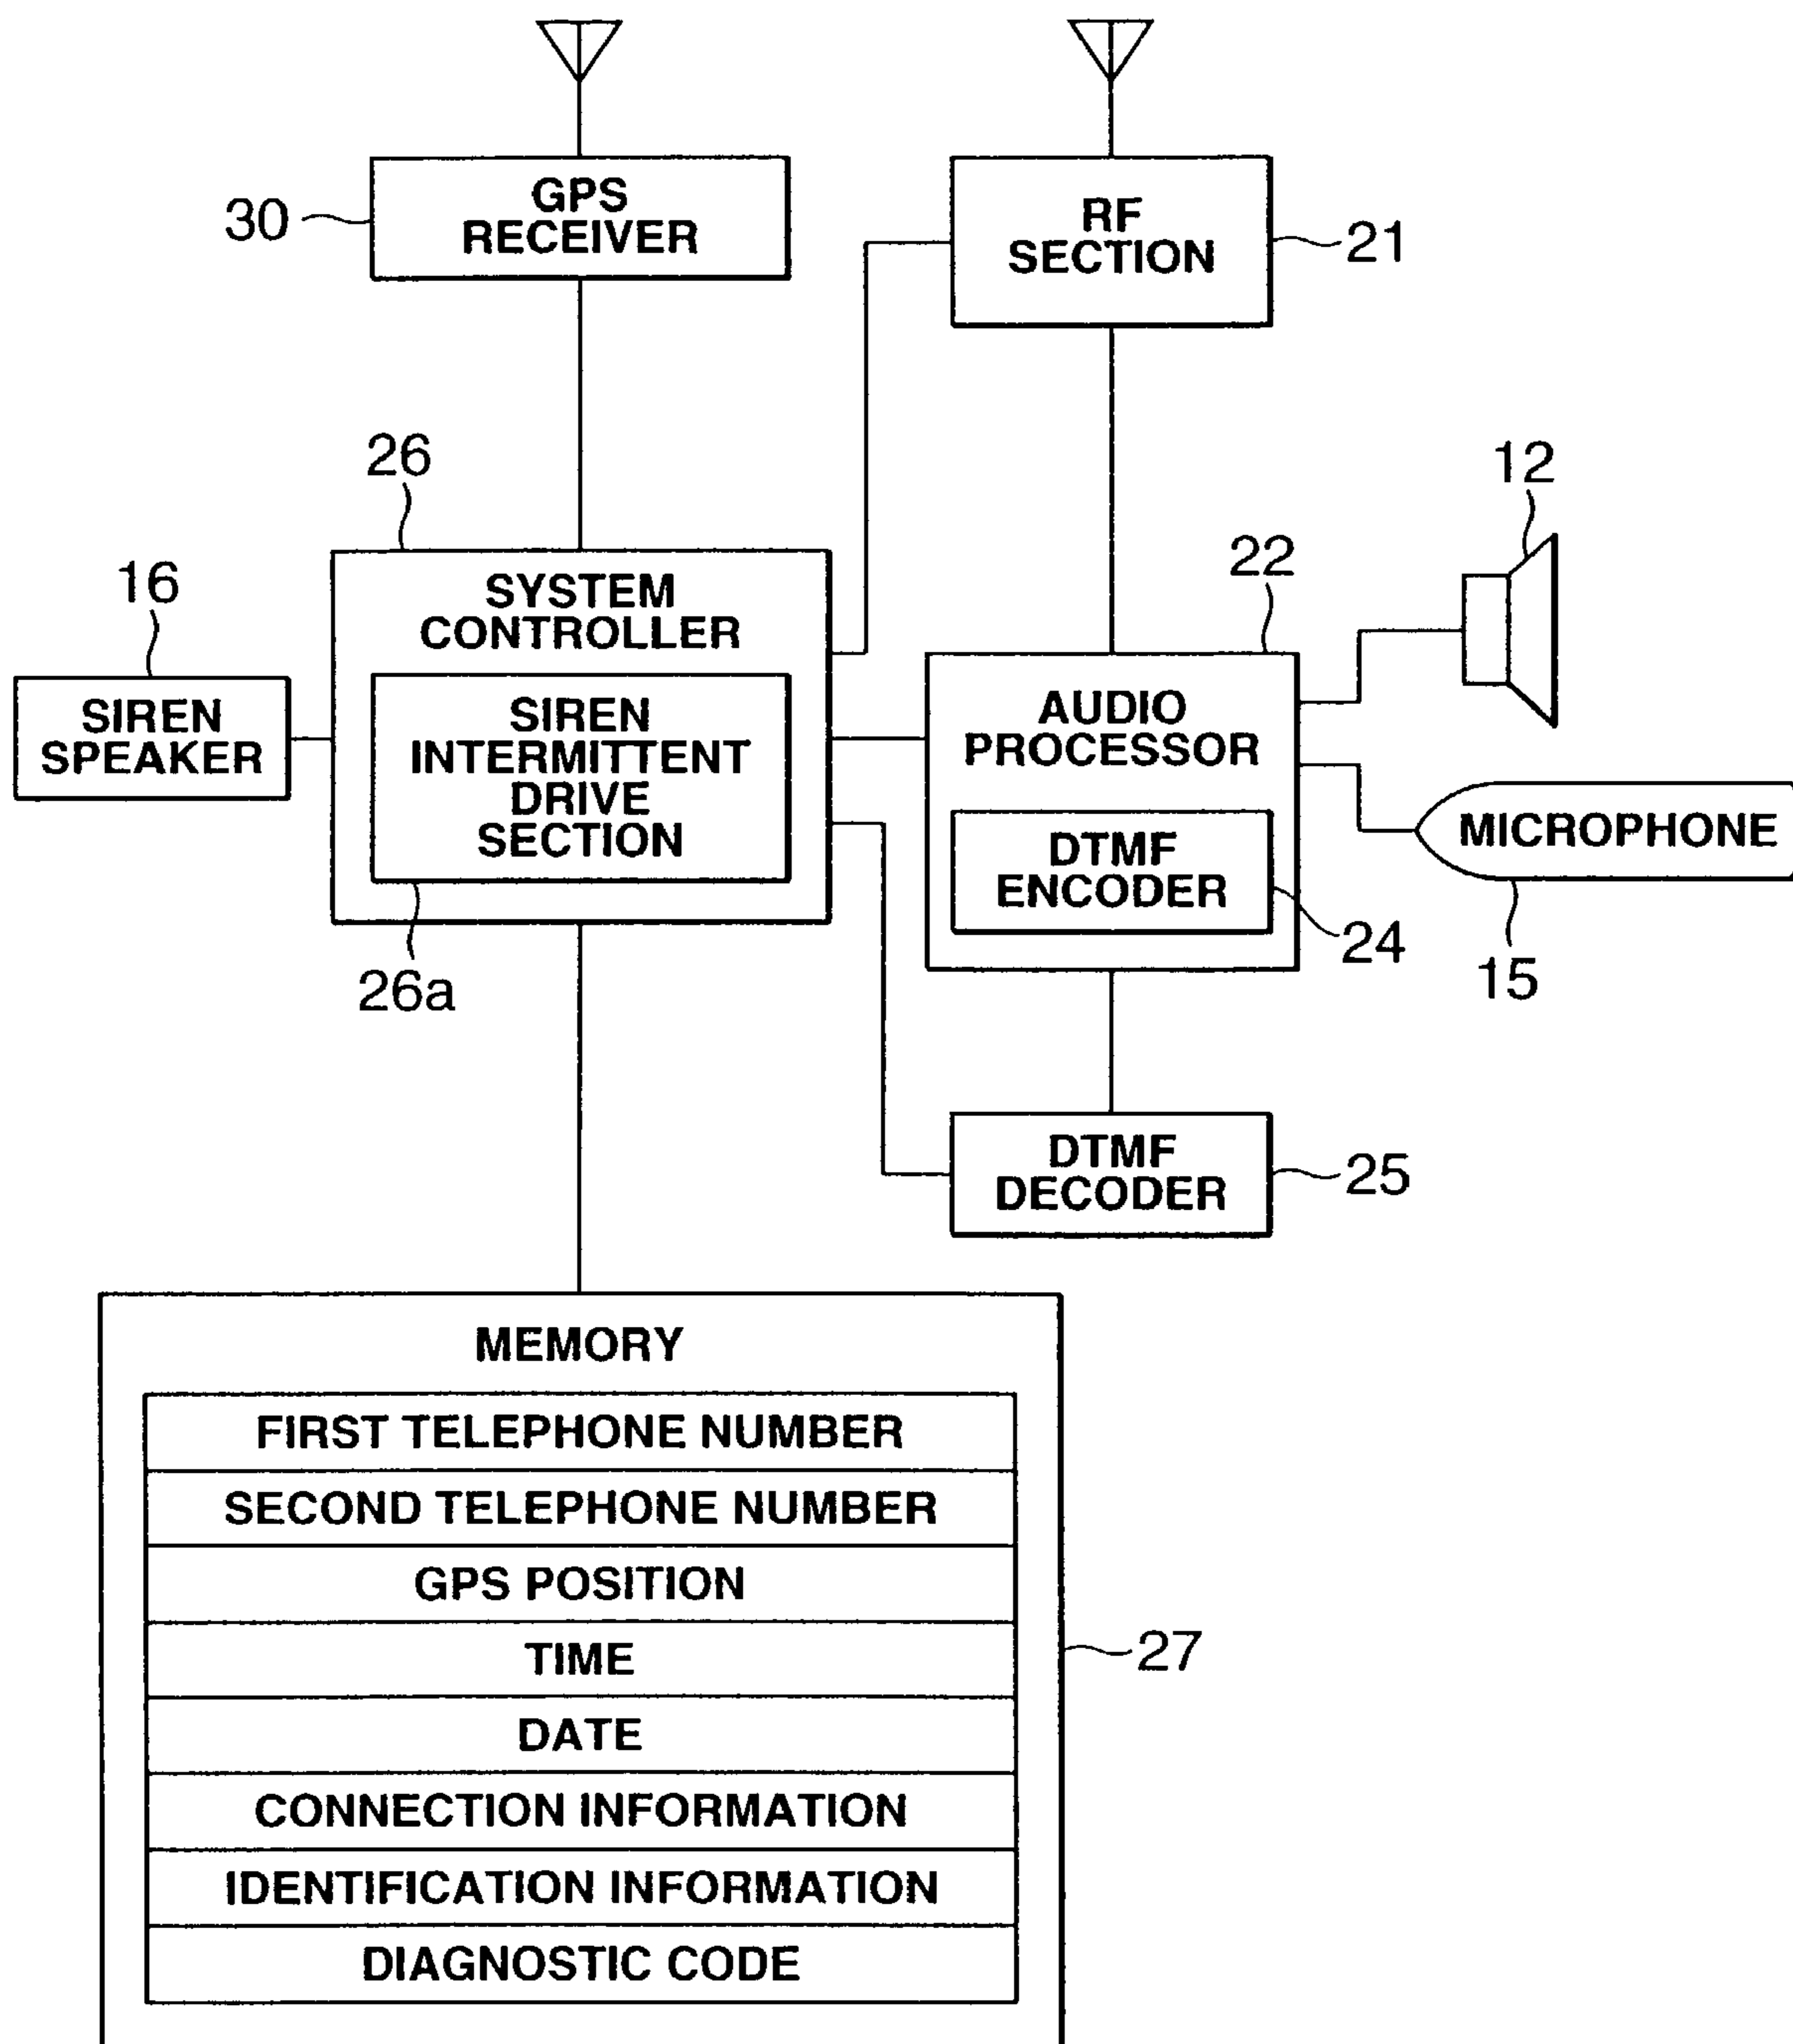 GPS
RECEIVER
30
RF
SECTION
21
26
SYSTEM
CONTROLLER
16
SIREN
SPEAKER
SIREN
INTERMITTENT
DRIVE
SECTION
26a
22
AUDIO
PROCESSOR
DTMF
ENCODER
24
12
MICROPHONE
15
DTMF
DECODER
25
MEMORY
FIRST TELEPHONE NUMBER
SECOND TELEPHONE NUMBER
GPS POSITION
TIME
DATE
CONNECTION INFORMATION
IDENTIFICATION INFORMATION
DIAGNOSTIC CODE
27